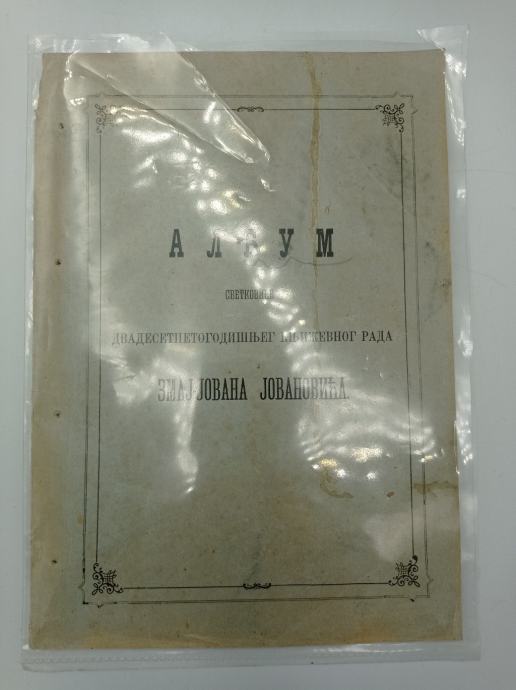 АЛБУМ
СВЕТКОВИНЕ
ДВАДЕСЕТПЕТОГОДИШЊЕГ КЊИЖЕВНОГ РАДА
ЗМАЈ-ЈОВАНА ЈОВАНОВИЋА.